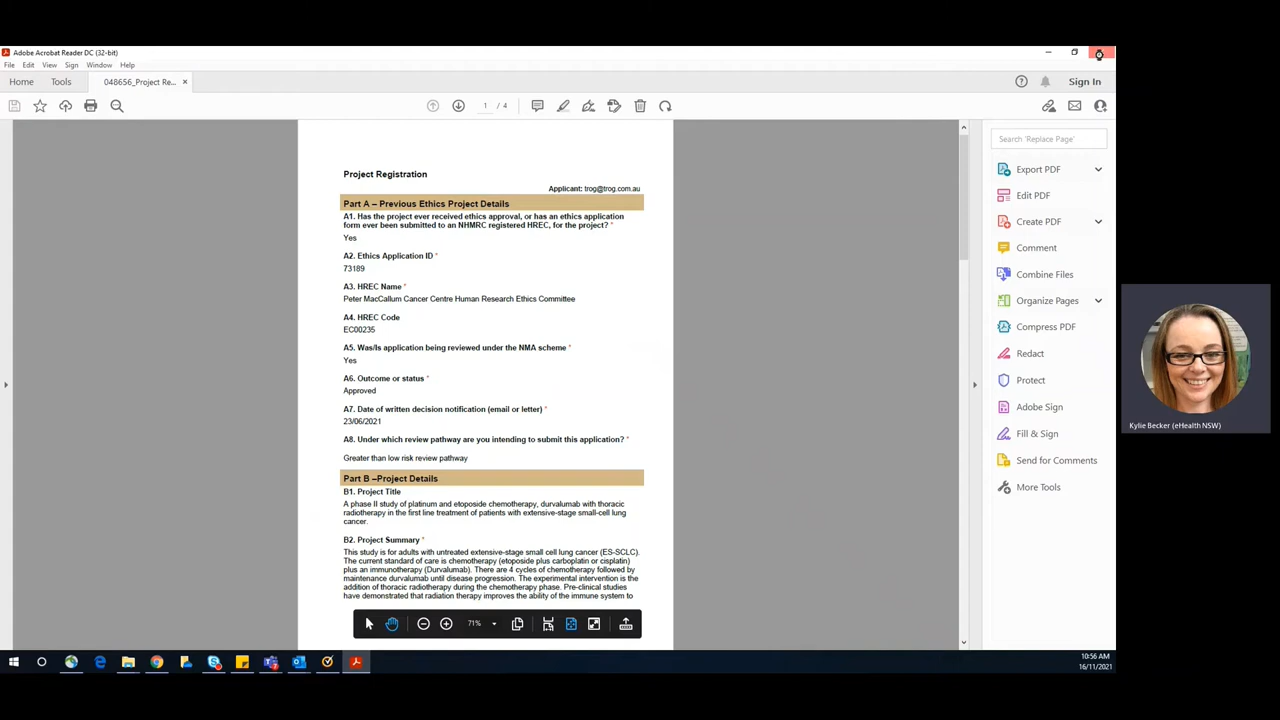 Adobe Acrobat Reader DC (32-bit)
File Edit View Sign Window Help
Home Tools 048656_Project Re... × Sign In
1 / 4
Search 'Replace Page'
Export PDF
Edit PDF
Create PDF
Comment
Combine Files
Organize Pages
Compress PDF
Redact
Protect
Adobe Sign
Fill & Sign
Send for Comments
More Tools
Project Registration
Applicant: trog@trog.com.au
Part A – Previous Ethics Project Details
A1. Has the project ever received ethics approval, or has an ethics application
form ever been submitted to an NHMRC registered HREC, for the project? *
Yes
A2. Ethics Application ID *
73189
A3. HREC Name *
Peter MacCallum Cancer Centre Human Research Ethics Committee
A4. HREC Code
EC00235
A5. Was/Is application being reviewed under the NMA scheme *
Yes
A6. Outcome or status *
Approved
A7. Date of written decision notification (email or letter) *
23/06/2021
A8. Under which review pathway are you intending to submit this application? *
Greater than low risk review pathway
Part B –Project Details
B1. Project Title
A phase II study of platinum and etoposide chemotherapy, durvalumab with thoracic
radiotherapy in the first line treatment of patients with extensive-stage small-cell lung
cancer.
B2. Project Summary *
This study is for adults with untreated extensive-stage small cell lung cancer (ES-SCLC).
The current standard of care is chemotherapy (etoposide plus carboplatin or cisplatin)
plus an immunotherapy (Durvalumab). There are 4 cycles of chemotherapy followed by
maintenance durvalumab until disease progression. The experimental intervention is the
addition of thoracic radiotherapy during the chemotherapy phase. Pre-clinical studies
have demonstrated that radiation therapy improves the ability of the immune system to
71%
Kylie Becker (eHealth NSW)
10:56 AM
16/11/2021